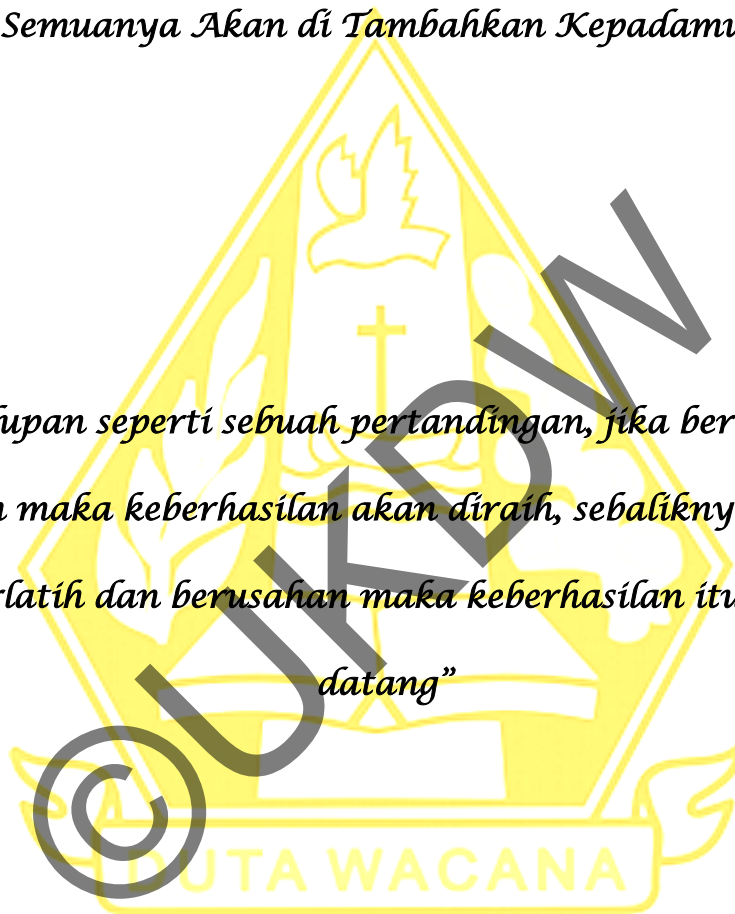 Semuanya Akan di Tambahkan Kepadamu
upan seperti sebuah pertandingan, jika ber
maka keberhasilan akan diraih, sebalikny
rlatih dan berusahan maka keberhasilan itu
datang”
©UKDW
DUTA WACANA